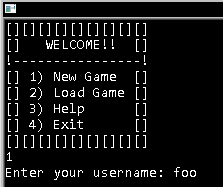 [][][][][][][][][]
[]   WELCOME!!  []
!----------------!
[] 1) New Game  []
[] 2) Load Game []
[] 3) Help      []
[] 4) Exit      []
[][][][][][][][][]
1
Enter your username: foo